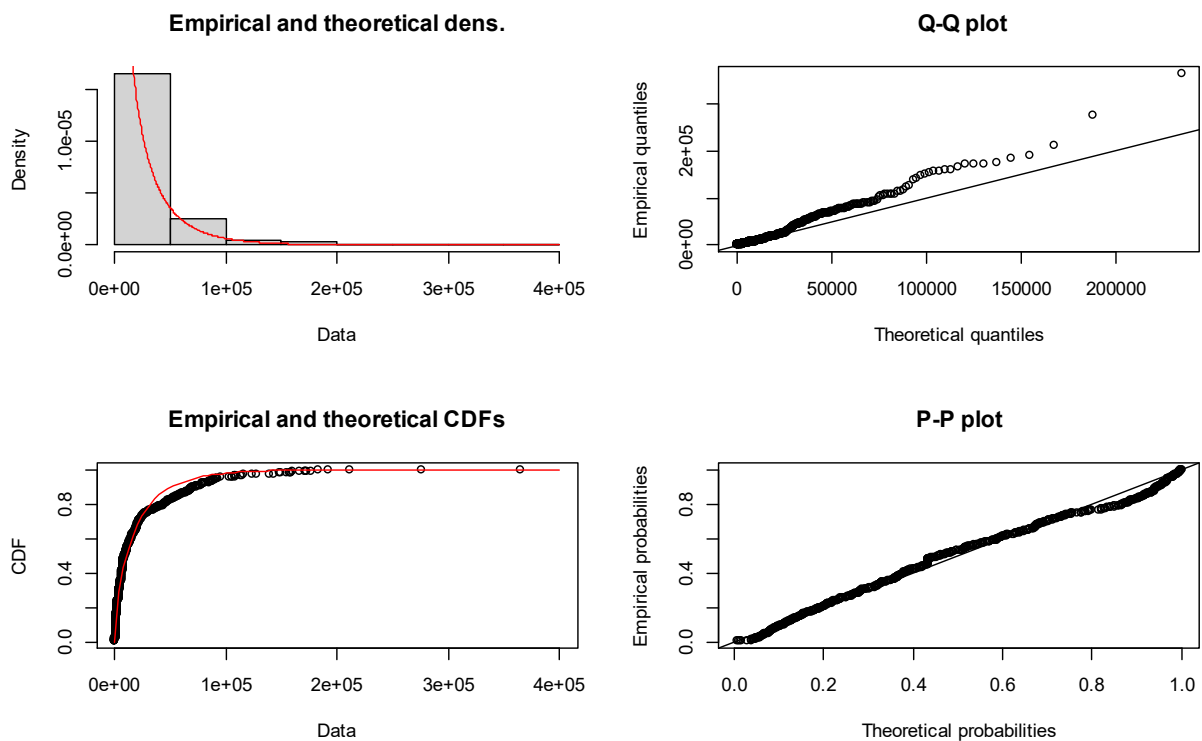 Empirical and theoretical dens.
Density
0.0e+00
1.0e-05
0e+00 1e+05 2e+05 3e+05 4e+05
Data
Q-Q plot
Empirical quantiles
0e+00
2e+05
0 50000 100000 150000 200000
Theoretical quantiles
Empirical and theoretical CDFs
CDF
0.0
0.4
0.8
0e+00 1e+05 2e+05 3e+05 4e+05
Data
P-P plot
Empirical probabilities
0.0
0.4
0.8
0.0 0.2 0.4 0.6 0.8 1.0
Theoretical probabilities